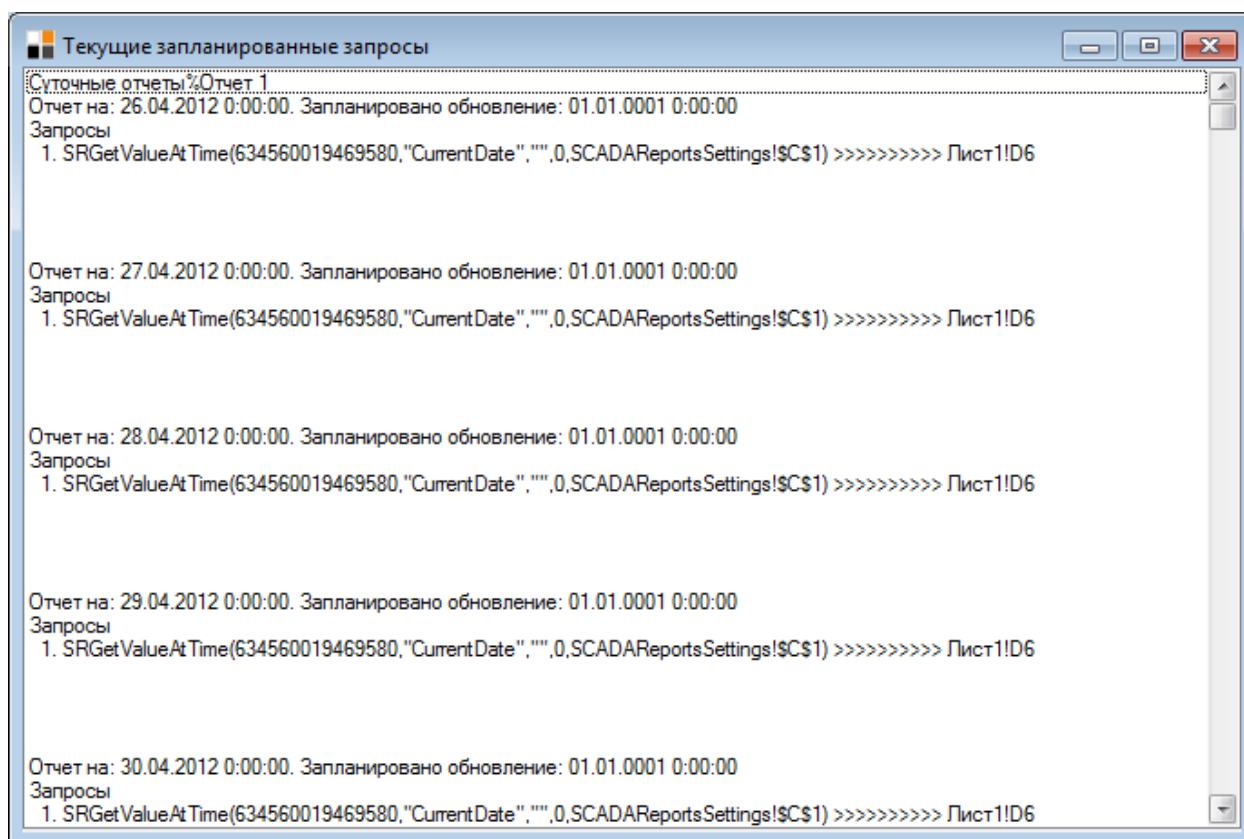 Текущие запланированные запросы
Суточные отчеты%Отчет 1
Отчет на: 26.04.2012 0:00:00. Запланировано обновление: 01.01.0001 0:00:00
Запросы
1. SRGetValueAtTime(634560019469580,"CurrentDate","",0,SCADAReportsSettings!$C$1) >>>>>>>>>> Лист1!D6
Отчет на: 27.04.2012 0:00:00. Запланировано обновление: 01.01.0001 0:00:00
Запросы
1. SRGetValueAtTime(634560019469580,"CurrentDate","",0,SCADAReportsSettings!$C$1) >>>>>>>>>> Лист1!D6
Отчет на: 28.04.2012 0:00:00. Запланировано обновление: 01.01.0001 0:00:00
Запросы
1. SRGetValueAtTime(634560019469580,"CurrentDate","",0,SCADAReportsSettings!$C$1) >>>>>>>>>> Лист1!D6
Отчет на: 29.04.2012 0:00:00. Запланировано обновление: 01.01.0001 0:00:00
Запросы
1. SRGetValueAtTime(634560019469580,"CurrentDate","",0,SCADAReportsSettings!$C$1) >>>>>>>>>> Лист1!D6
Отчет на: 30.04.2012 0:00:00. Запланировано обновление: 01.01.0001 0:00:00
Запросы
1. SRGetValueAtTime(634560019469580,"CurrentDate","",0,SCADAReportsSettings!$C$1) >>>>>>>>>> Лист1!D6